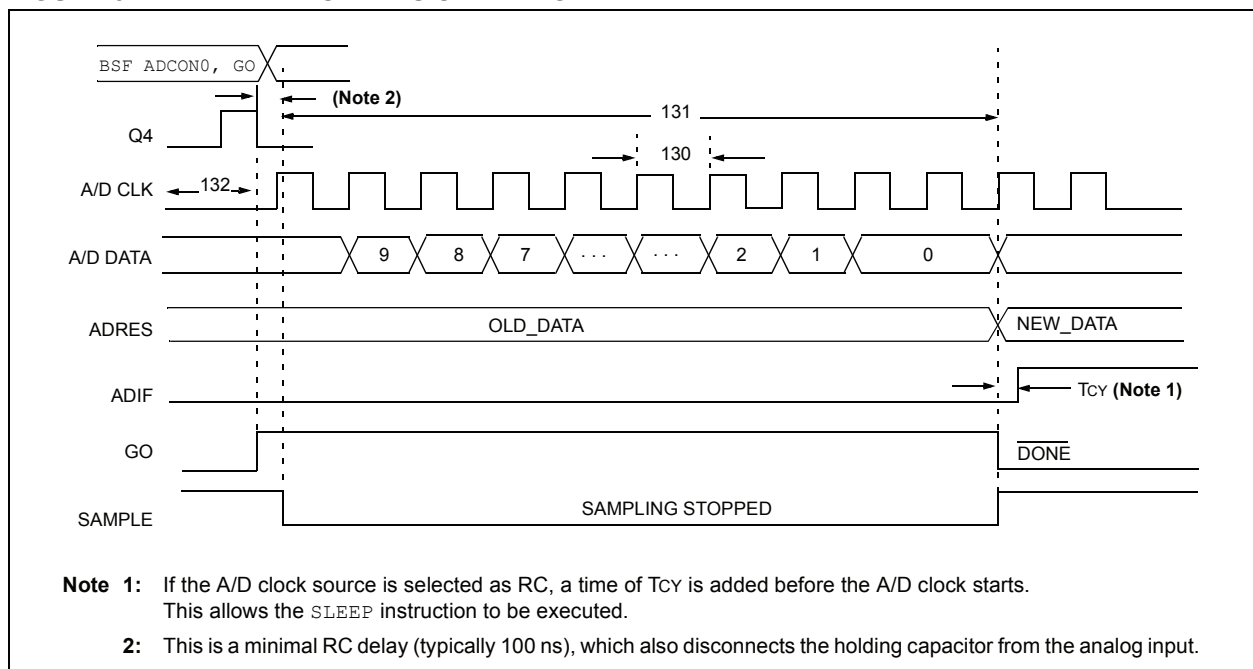 BSF ADCON0, GO
(Note 2)
131
Q4
130
A/D CLK
132
A/D DATA
9 8 7 . . . . . . 2 1 0
ADRES
OLD_DATA
NEW_DATA
ADIF
TCY (Note 1)
GO
DONE
SAMPLE
SAMPLING STOPPED
Note 1: If the A/D clock source is selected as RC, a time of TCY is added before the A/D clock starts.
This allows the SLEEP instruction to be executed.
2: This is a minimal RC delay (typically 100 ns), which also disconnects the holding capacitor from the analog input.